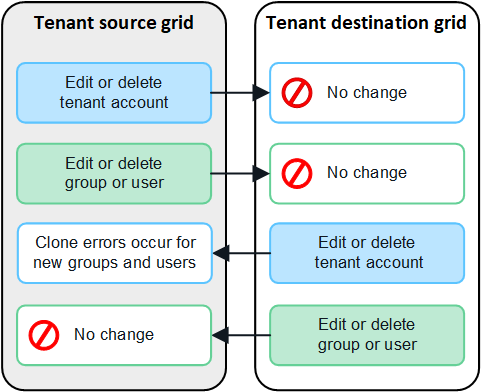 Tenant source grid
Tenant destination grid
Edit or delete
tenant account
No change
Edit or delete
group or user
No change
Clone errors occur for
new groups and users
Edit or delete
tenant account
No change
Edit or delete
group or user